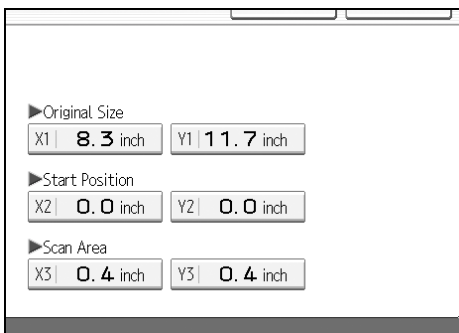 ▶Original Size
X1 8.3 inch Y1 11.7 inch
▶Start Position
X2 0.0 inch Y2 0.0 inch
▶Scan Area
X3 0.4 inch Y3 0.4 inch